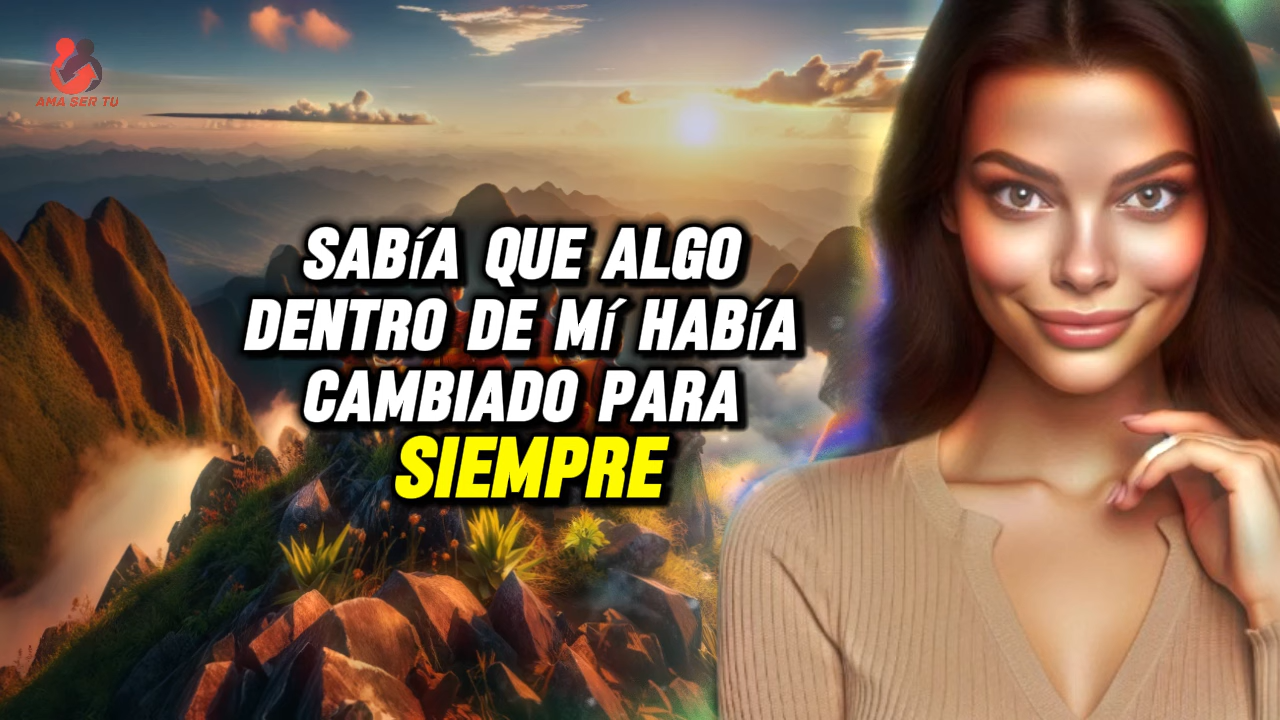 AMA SER TU
SABÍA QUE ALGO
DENTRO DE MÍ HABÍA
CAMBIADO PARA
SIEMPRE